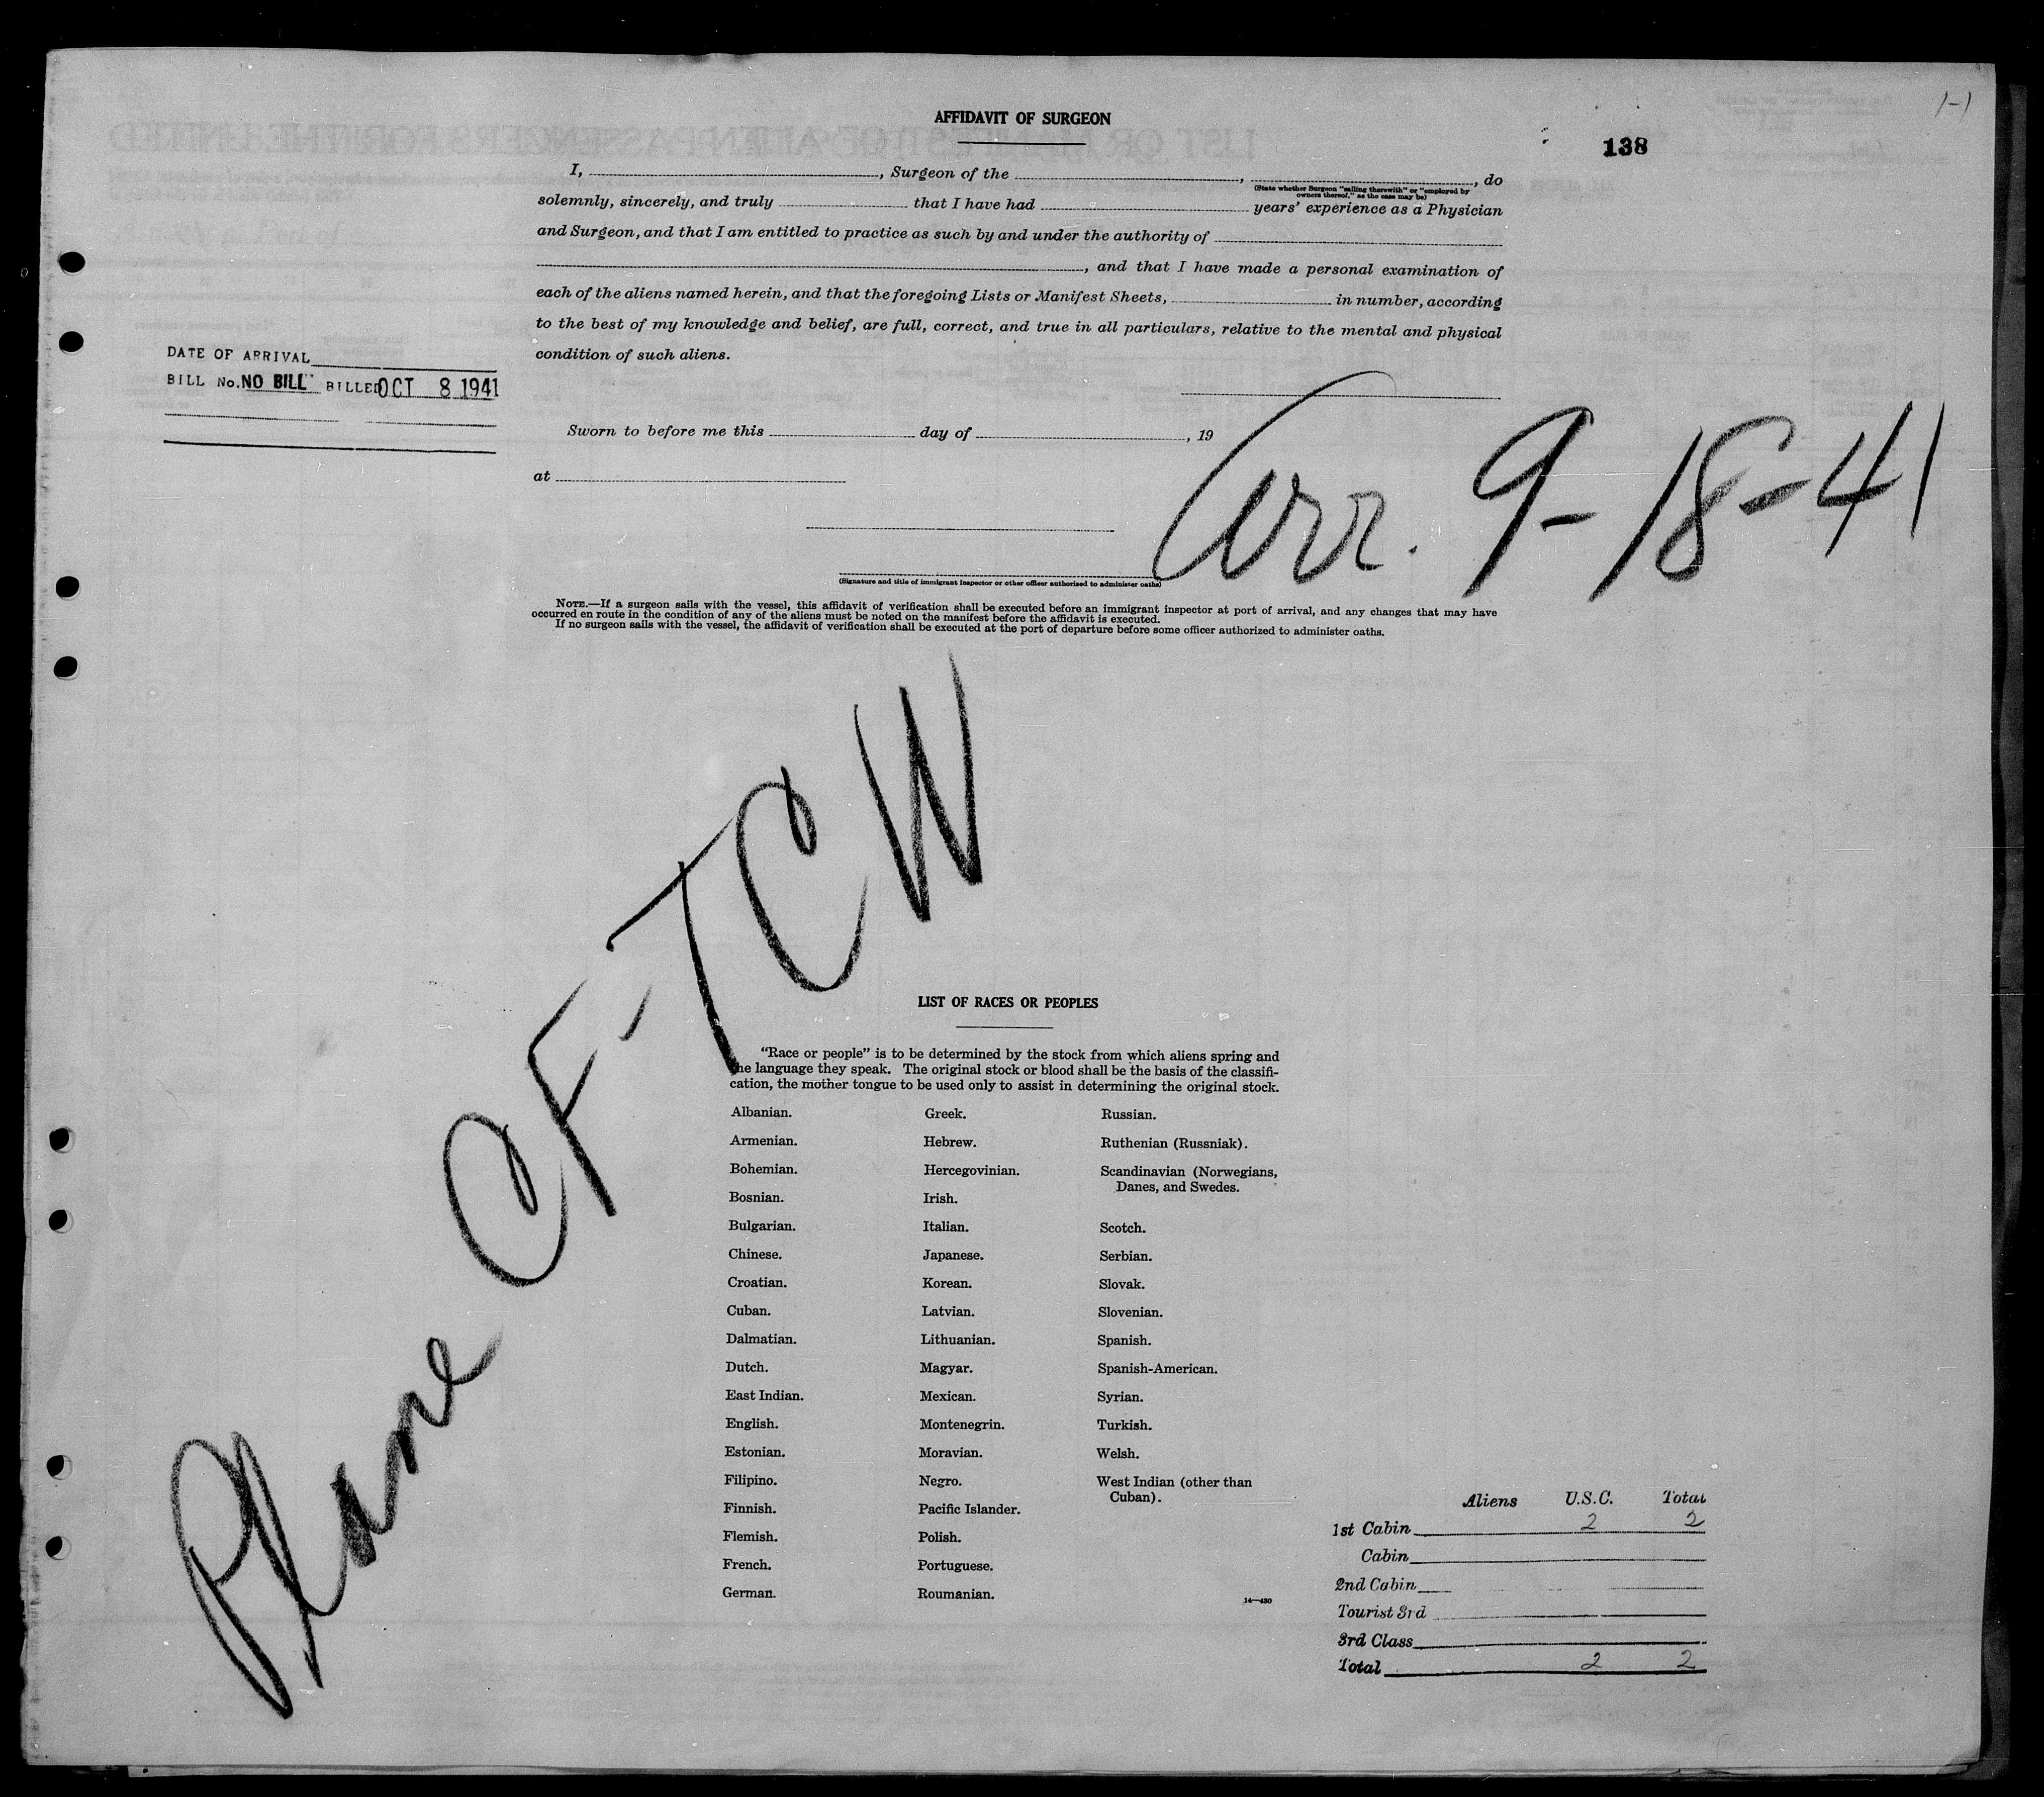 1-1
AFFIDAVIT OF SURGEON
138
I, , Surgeon of the , , do
(State whether Surgeon "sailing therewith" or "employed by
owners thereof," as the case may be)
solemnly, sincerely, and truly that I have had years' experience as a Physician
and Surgeon, and that I am entitled to practice as such by and under the authority of
, and that I have made a personal examination of
each of the aliens named herein, and that the foregoing Lists or Manifest Sheets, in number, according
to the best of my knowledge and belief, are full, correct, and true in all particulars, relative to the mental and physical
condition of such aliens.
DATE OF ARRIVAL
BILL No. NO BILL BILLED OCT 8 1941
Sworn to before me this day of , 19
at
Arr. 9-18-41
(Signature and title of immigrant inspector or other officer authorized to administer oaths)
NOTE.—If a surgeon sails with the vessel, this affidavit of verification shall be executed before an immigrant inspector at port of arrival, and any changes that may have
occurred en route in the condition of any of the aliens must be noted on the manifest before the affidavit is executed.
If no surgeon sails with the vessel, the affidavit of verification shall be executed at the port of departure before some officer authorized to administer oaths.
Plane CF-TCW
LIST OF RACES OR PEOPLES
"Race or people" is to be determined by the stock from which aliens spring and
the language they speak. The original stock or blood shall be the basis of the classifi-
cation, the mother tongue to be used only to assist in determining the original stock.
Albanian.
Armenian.
Bohemian.
Bosnian.
Bulgarian.
Chinese.
Croatian.
Cuban.
Dalmatian.
Dutch.
East Indian.
English.
Estonian.
Filipino.
Finnish.
Flemish.
French.
German.
Greek.
Hebrew.
Hercegovinian.
Irish.
Italian.
Japanese.
Korean.
Latvian.
Lithuanian.
Magyar.
Mexican.
Montenegrin.
Moravian.
Negro.
Pacific Islander.
Polish.
Portuguese.
Roumanian.
Russian.
Ruthenian (Russniak).
Scandinavian (Norwegians,
Danes, and Swedes.
Scotch.
Serbian.
Slovak.
Slovenian.
Spanish.
Spanish-American.
Syrian.
Turkish.
Welsh.
West Indian (other than
Cuban).
14—430
Aliens U.S.C. Total
1st Cabin 2 2
Cabin
2nd Cabin
Tourist 3rd
3rd Class
Total 2 2